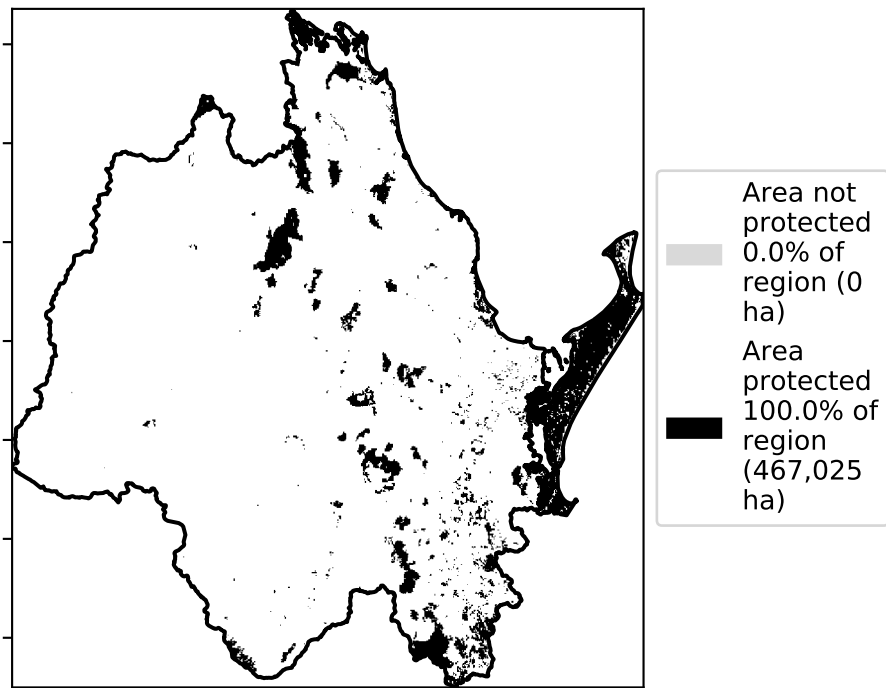 Area not
protected
0.0% of
region (0
ha)
Area
protected
100.0% of
region
(467,025
ha)